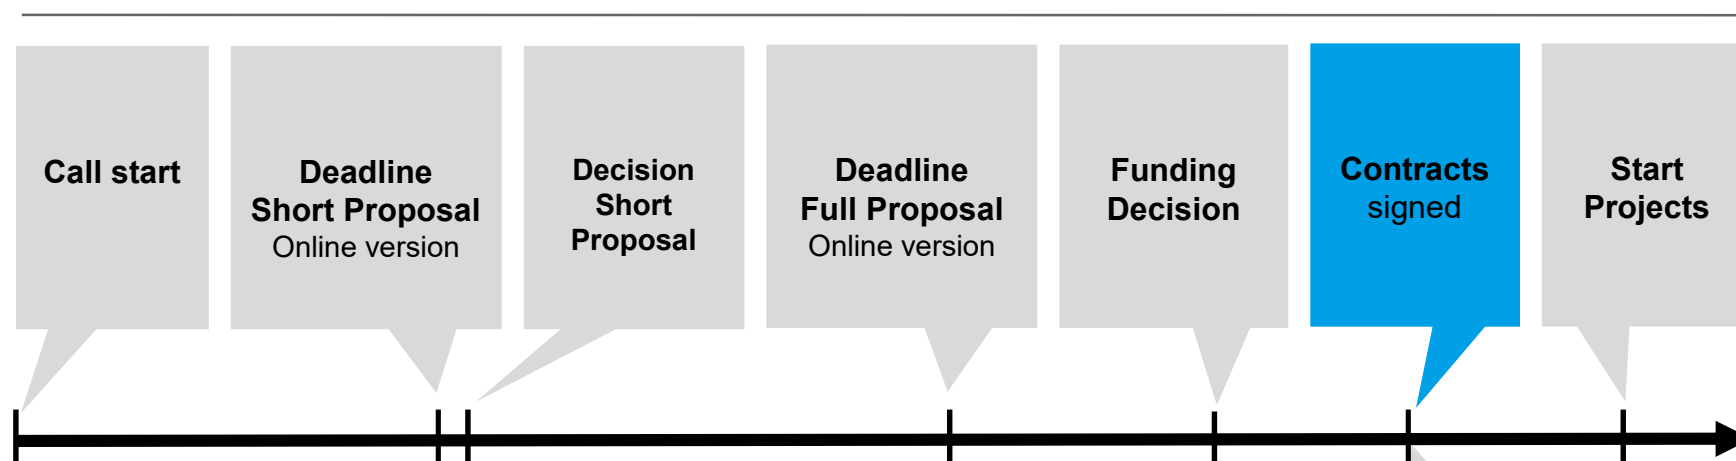 Call start
Deadline
Short Proposal
Online version
Decision
Short
Proposal
Deadline
Full Proposal
Online version
Funding
Decision
Contracts
signed
Start
Projects